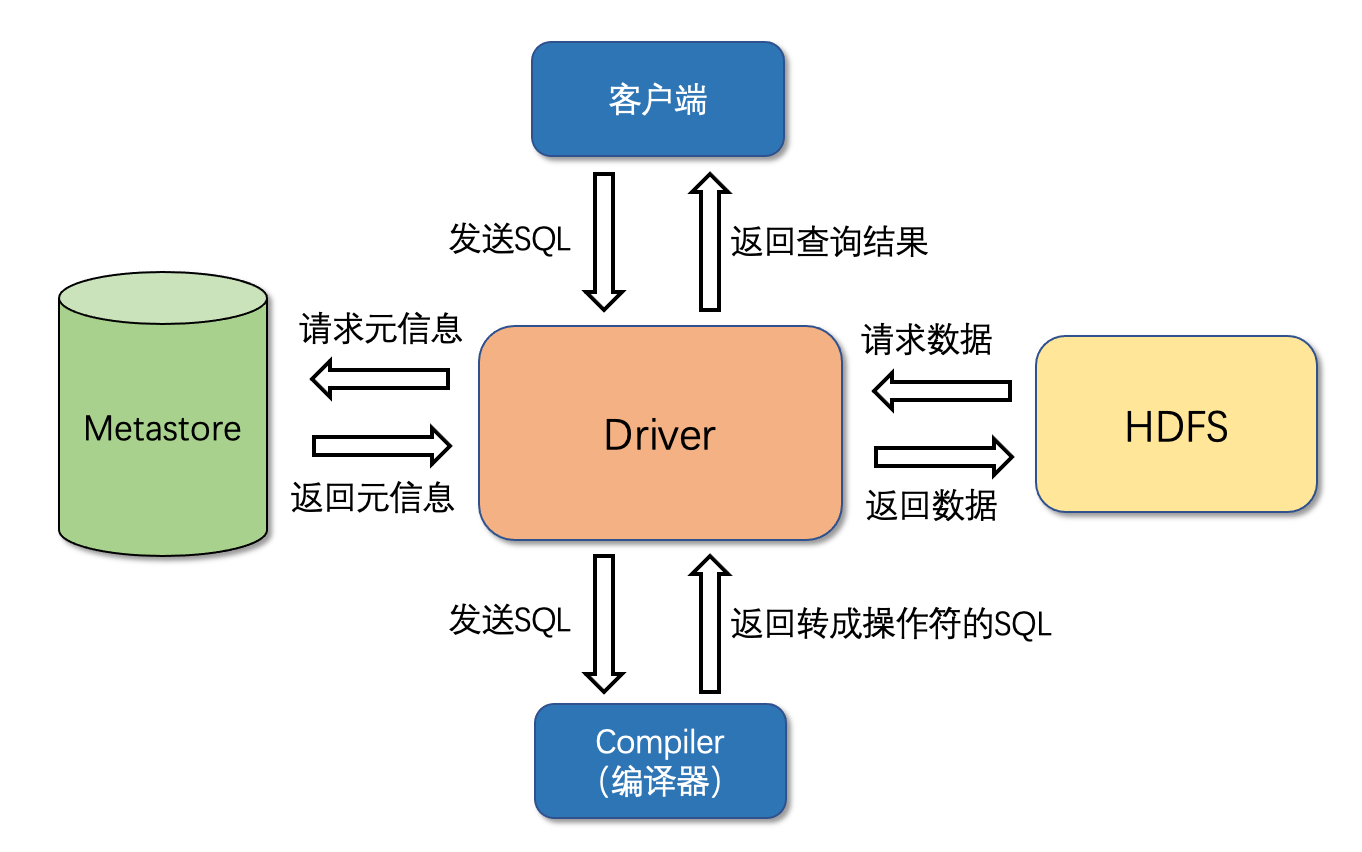 客户端
发送SQL
返回查询结果
请求元信息
请求数据
Metastore
Driver
HDFS
返回元信息
返回数据
发送SQL
返回转成操作符的SQL
Compiler
（编译器）